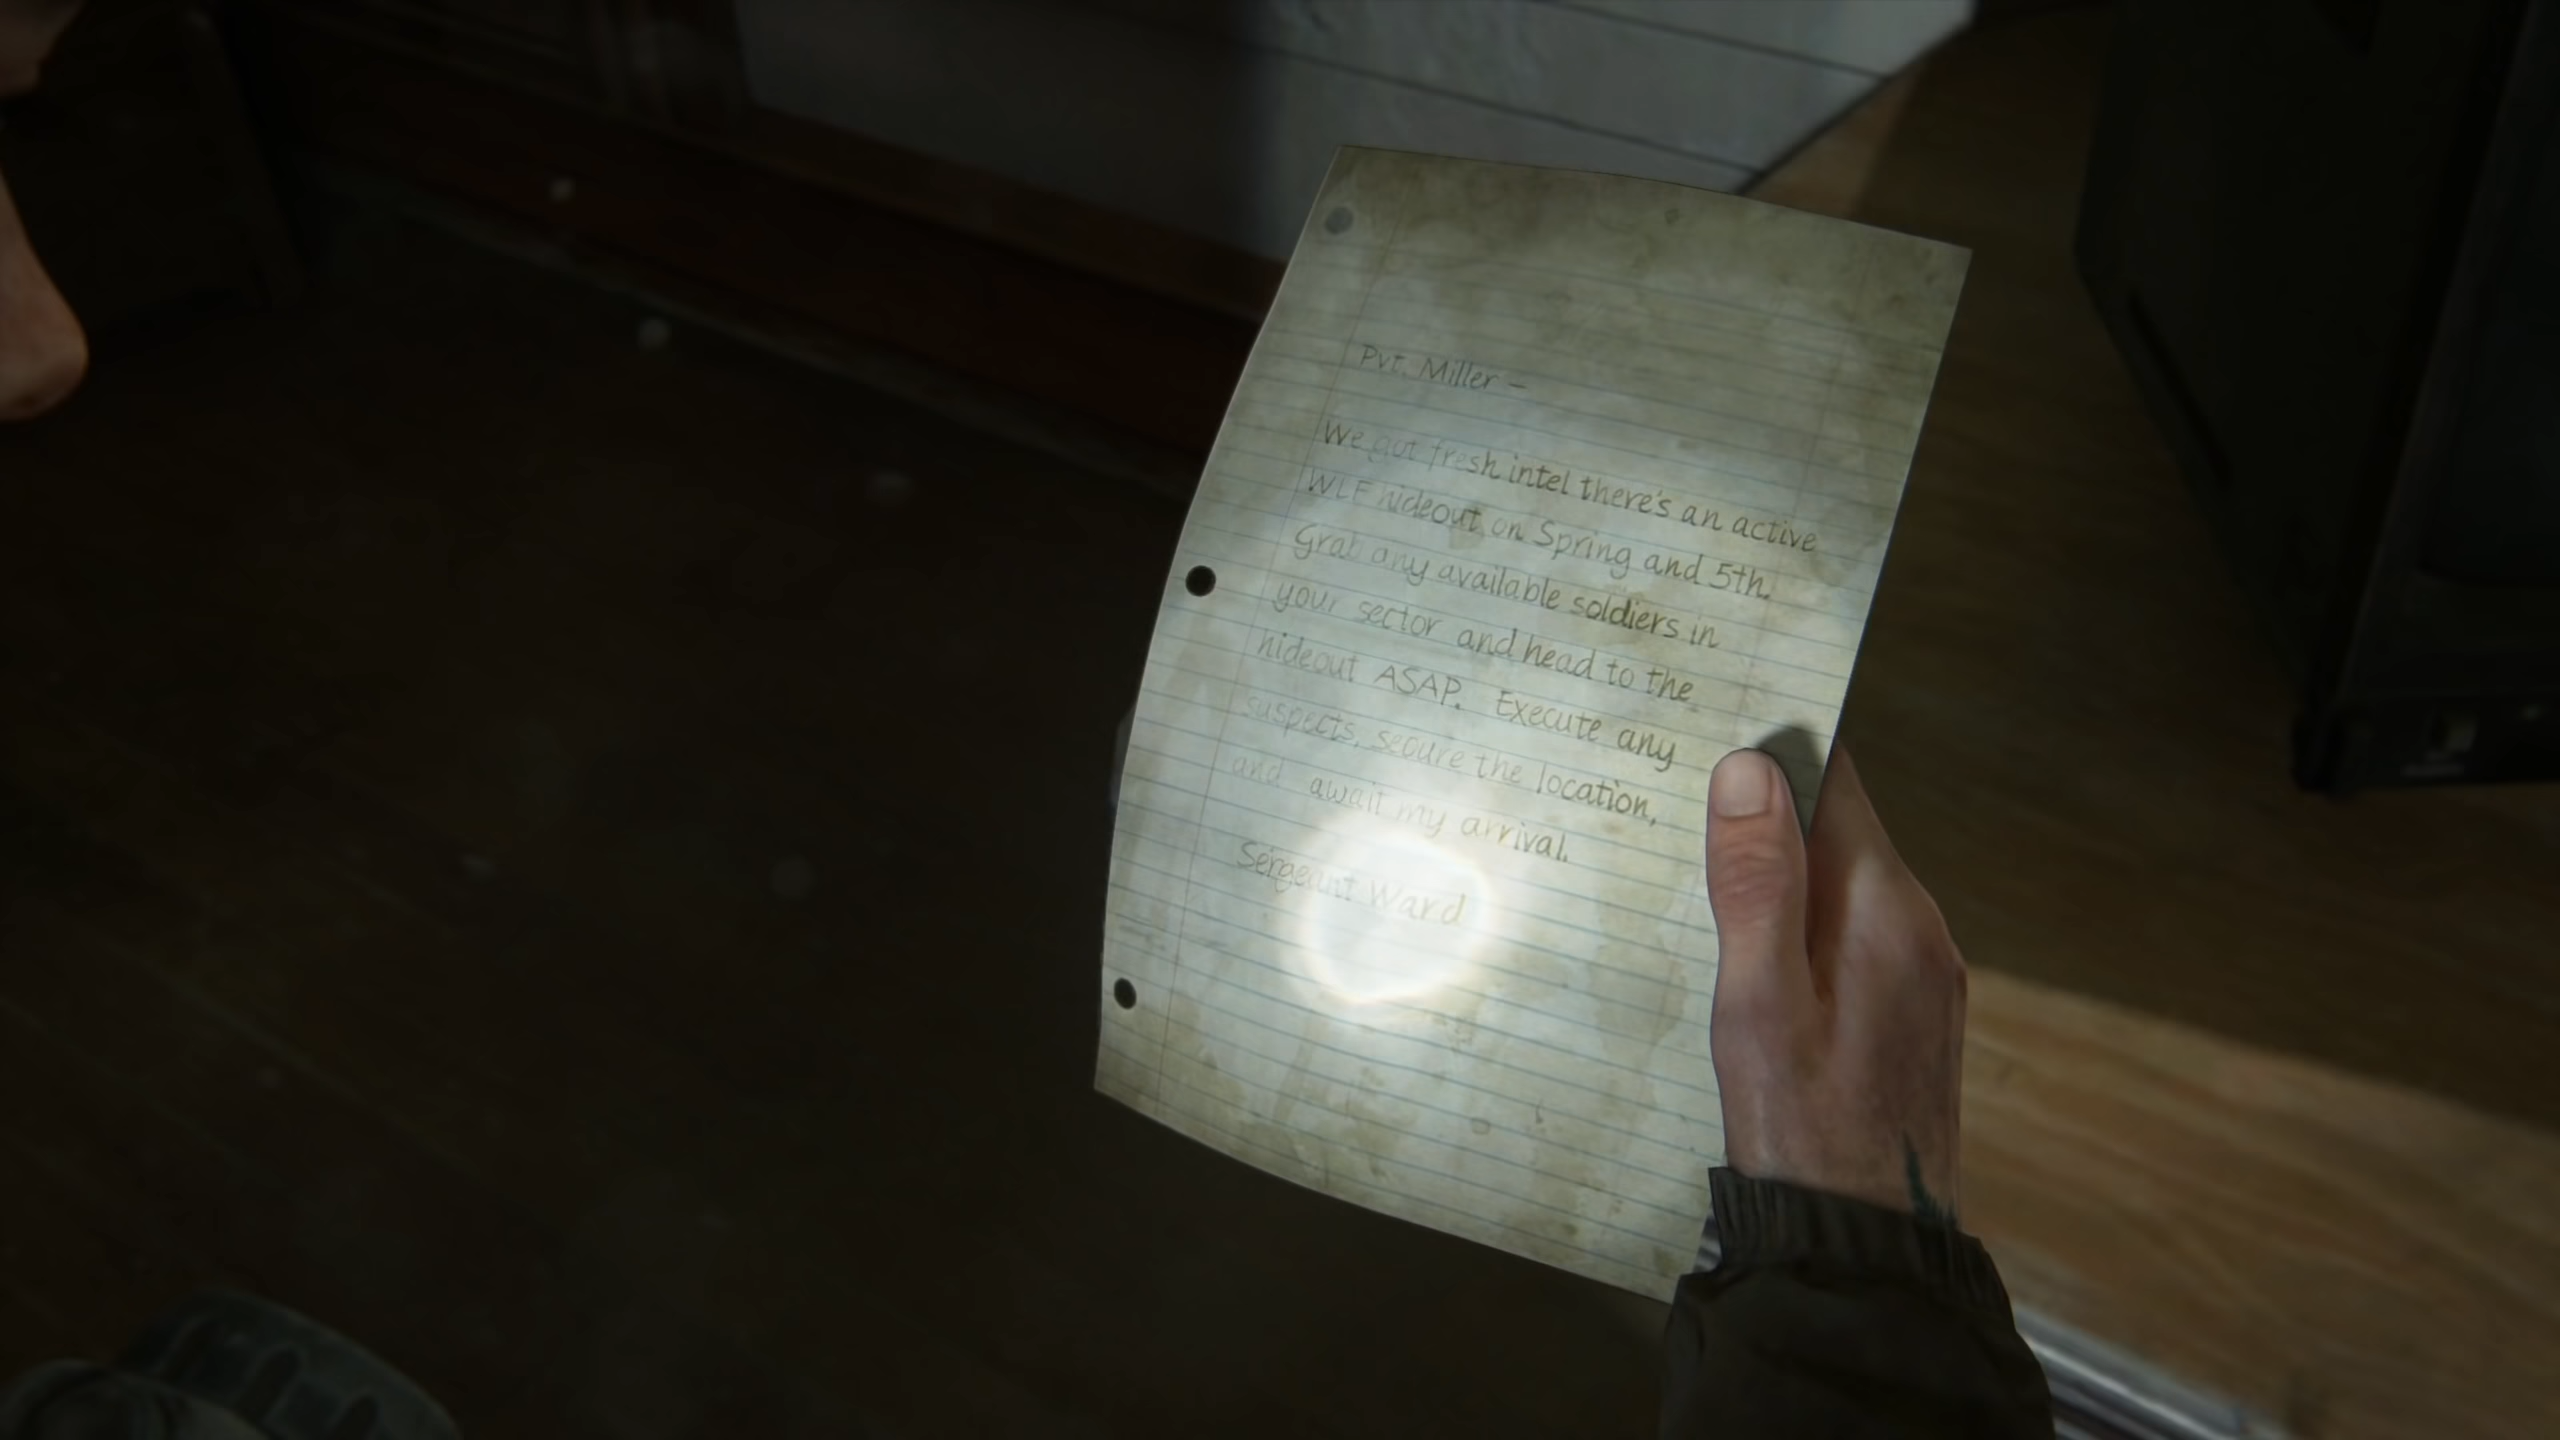 Pvt. Miller –
We got fresh intel there's an active
WLF hideout on Spring and 5th.
Grab any available soldiers in
your sector and head to the
hideout ASAP. Execute any
suspects, secure the location,
and await my arrival.
Sergeant Ward